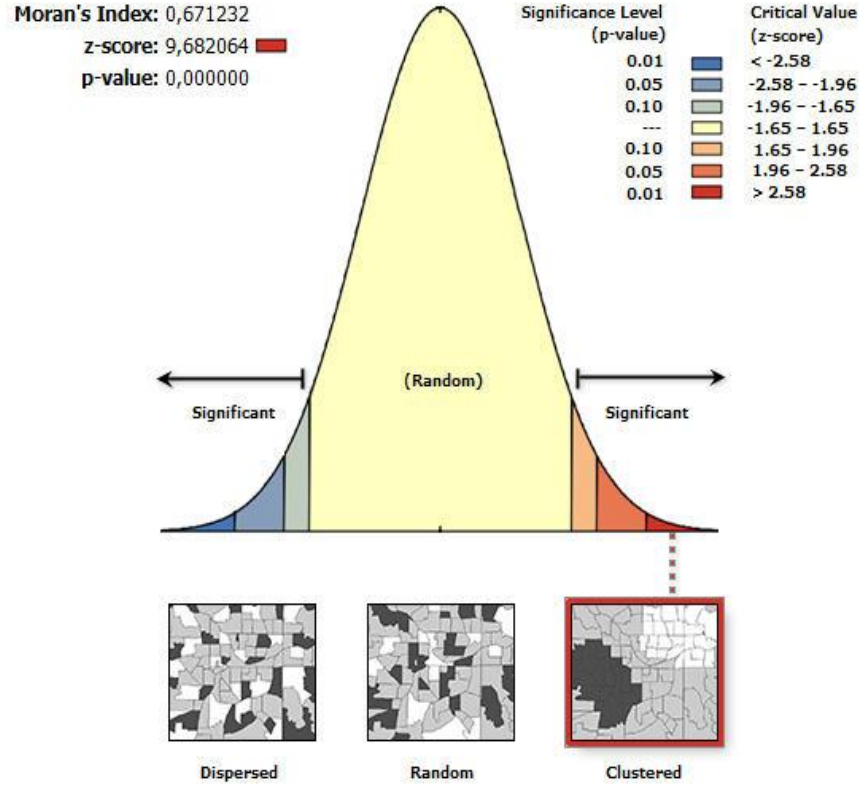 Moran's Index: 0,671232
z-score: 9,682064
p-value: 0,000000
Significance Level
(p-value)
Critical Value
(z-score)
0.01 < -2.58
0.05 -2.58 – -1.96
0.10 -1.96 – -1.65
--- -1.65 – 1.65
0.10 1.65 – 1.96
0.05 1.96 – 2.58
0.01 > 2.58
(Random)
Significant
Significant
Dispersed
Random
Clustered